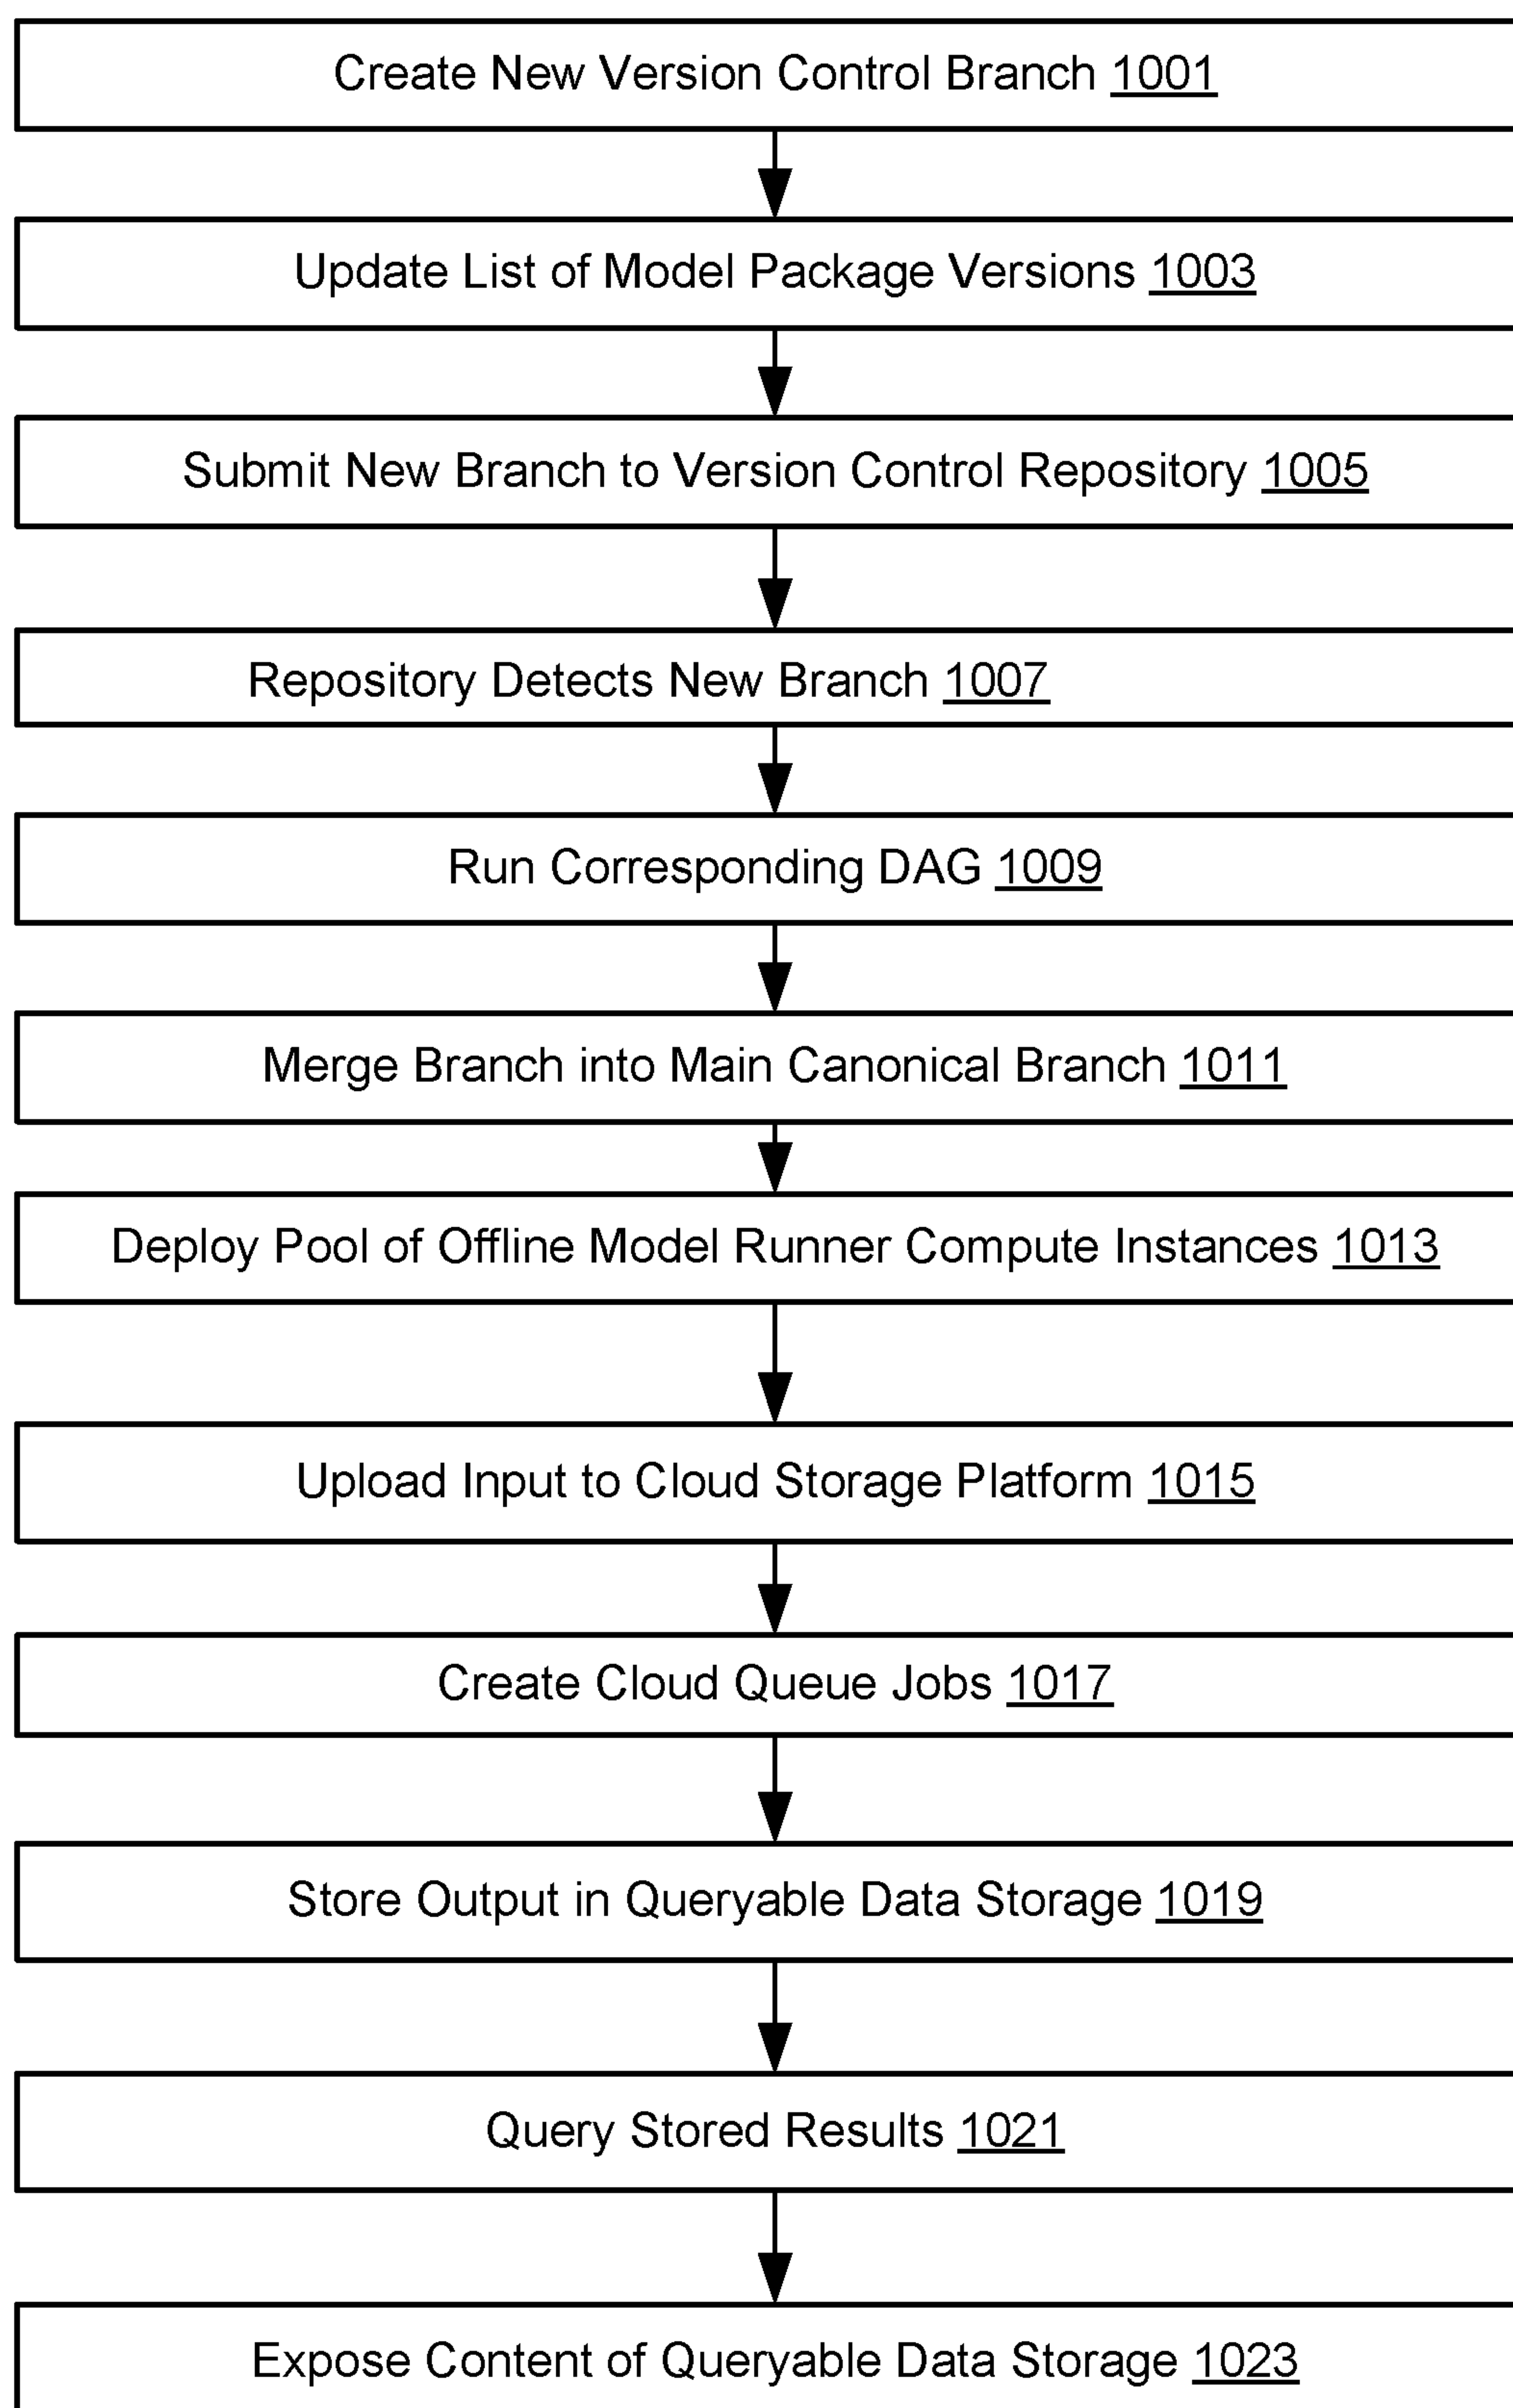 Create New Version Control Branch 1001
Update List of Model Package Versions 1003
Submit New Branch to Version Control Repository 1005
Repository Detects New Branch 1007
Run Corresponding DAG 1009
Merge Branch into Main Canonical Branch 1011
Deploy Pool of Offline Model Runner Compute Instances 1013
Upload Input to Cloud Storage Platform 1015
Create Cloud Queue Jobs 1017
Store Output in Queryable Data Storage 1019
Query Stored Results 1021
Expose Content of Queryable Data Storage 1023